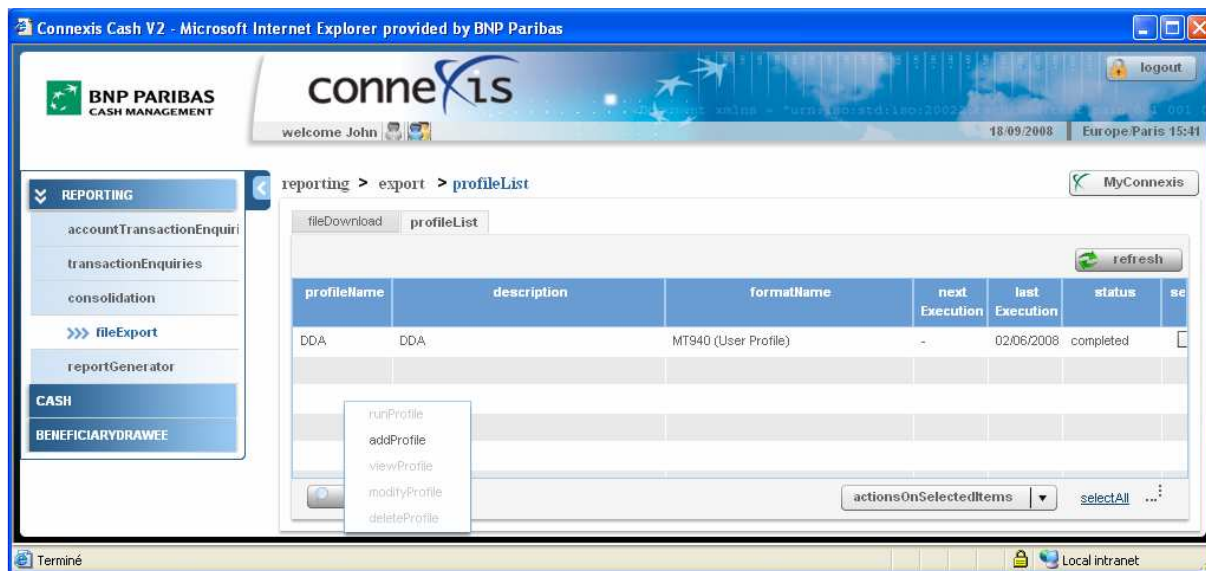 Connexis Cash V2 - Microsoft Internet Explorer provided by BNP Paribas
BNP PARIBAS
CASH MANAGEMENT
connexis
logout
welcome John
18/09/2008
Europe/Paris 15:41
reporting > export > profileList
MyConnexis
REPORTING
accountTransactionEnquiri
transactionEnquiries
consolidation
>>> fileExport
reportGenerator
CASH
BENEFICIARYDRAWEE
fileDownload
profileList
refresh
profileName description formatName next Execution last Execution status se
DDA DDA MT940 (User Profile) - 02/06/2008 completed
runProfile
addProfile
viewProfile
modifyProfile
deleteProfile
actionsOnSelectedItems
selectAll ...
Terminé
Local intranet